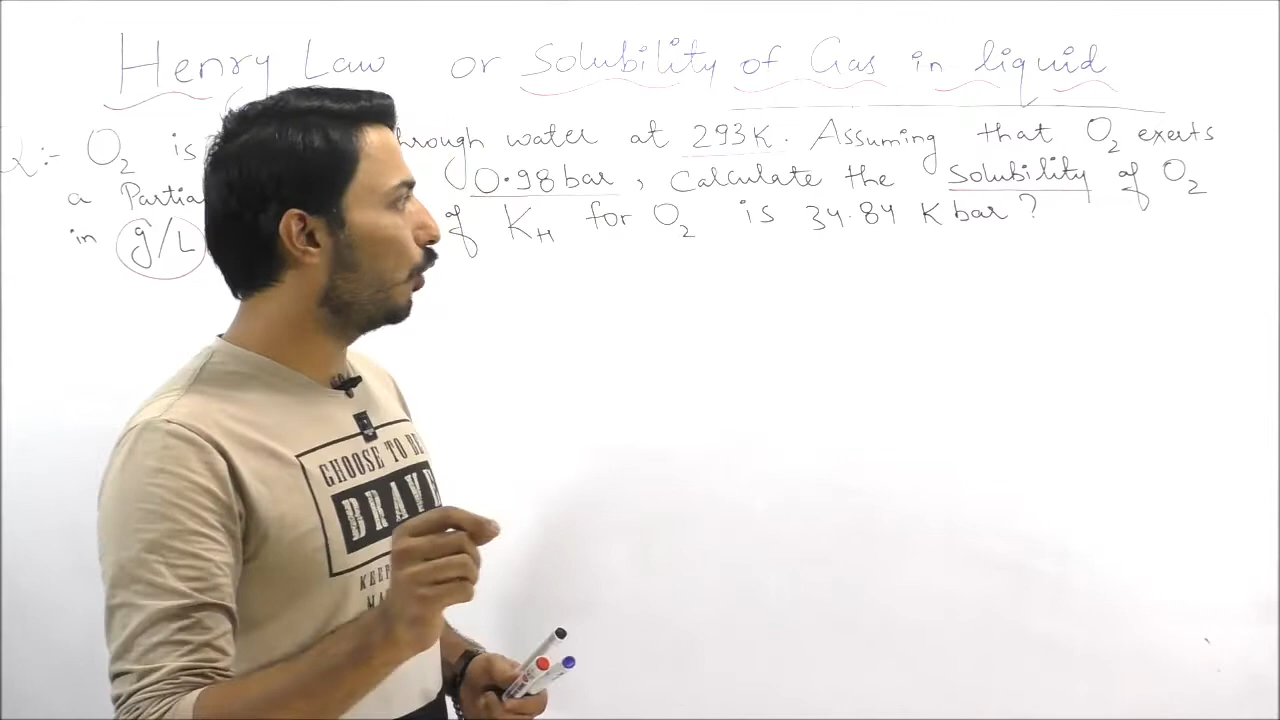 Henry Law or Solubility of Gas in liquid
Q:- O2 is through water at 293K. Assuming that O2 exerts
a Partia 0.98 bar, calculate the solubility of O2
in g/L of KH for O2 is 34.84 K bar?
CHOOSE TO BE
BRAVE
KEEP
MA